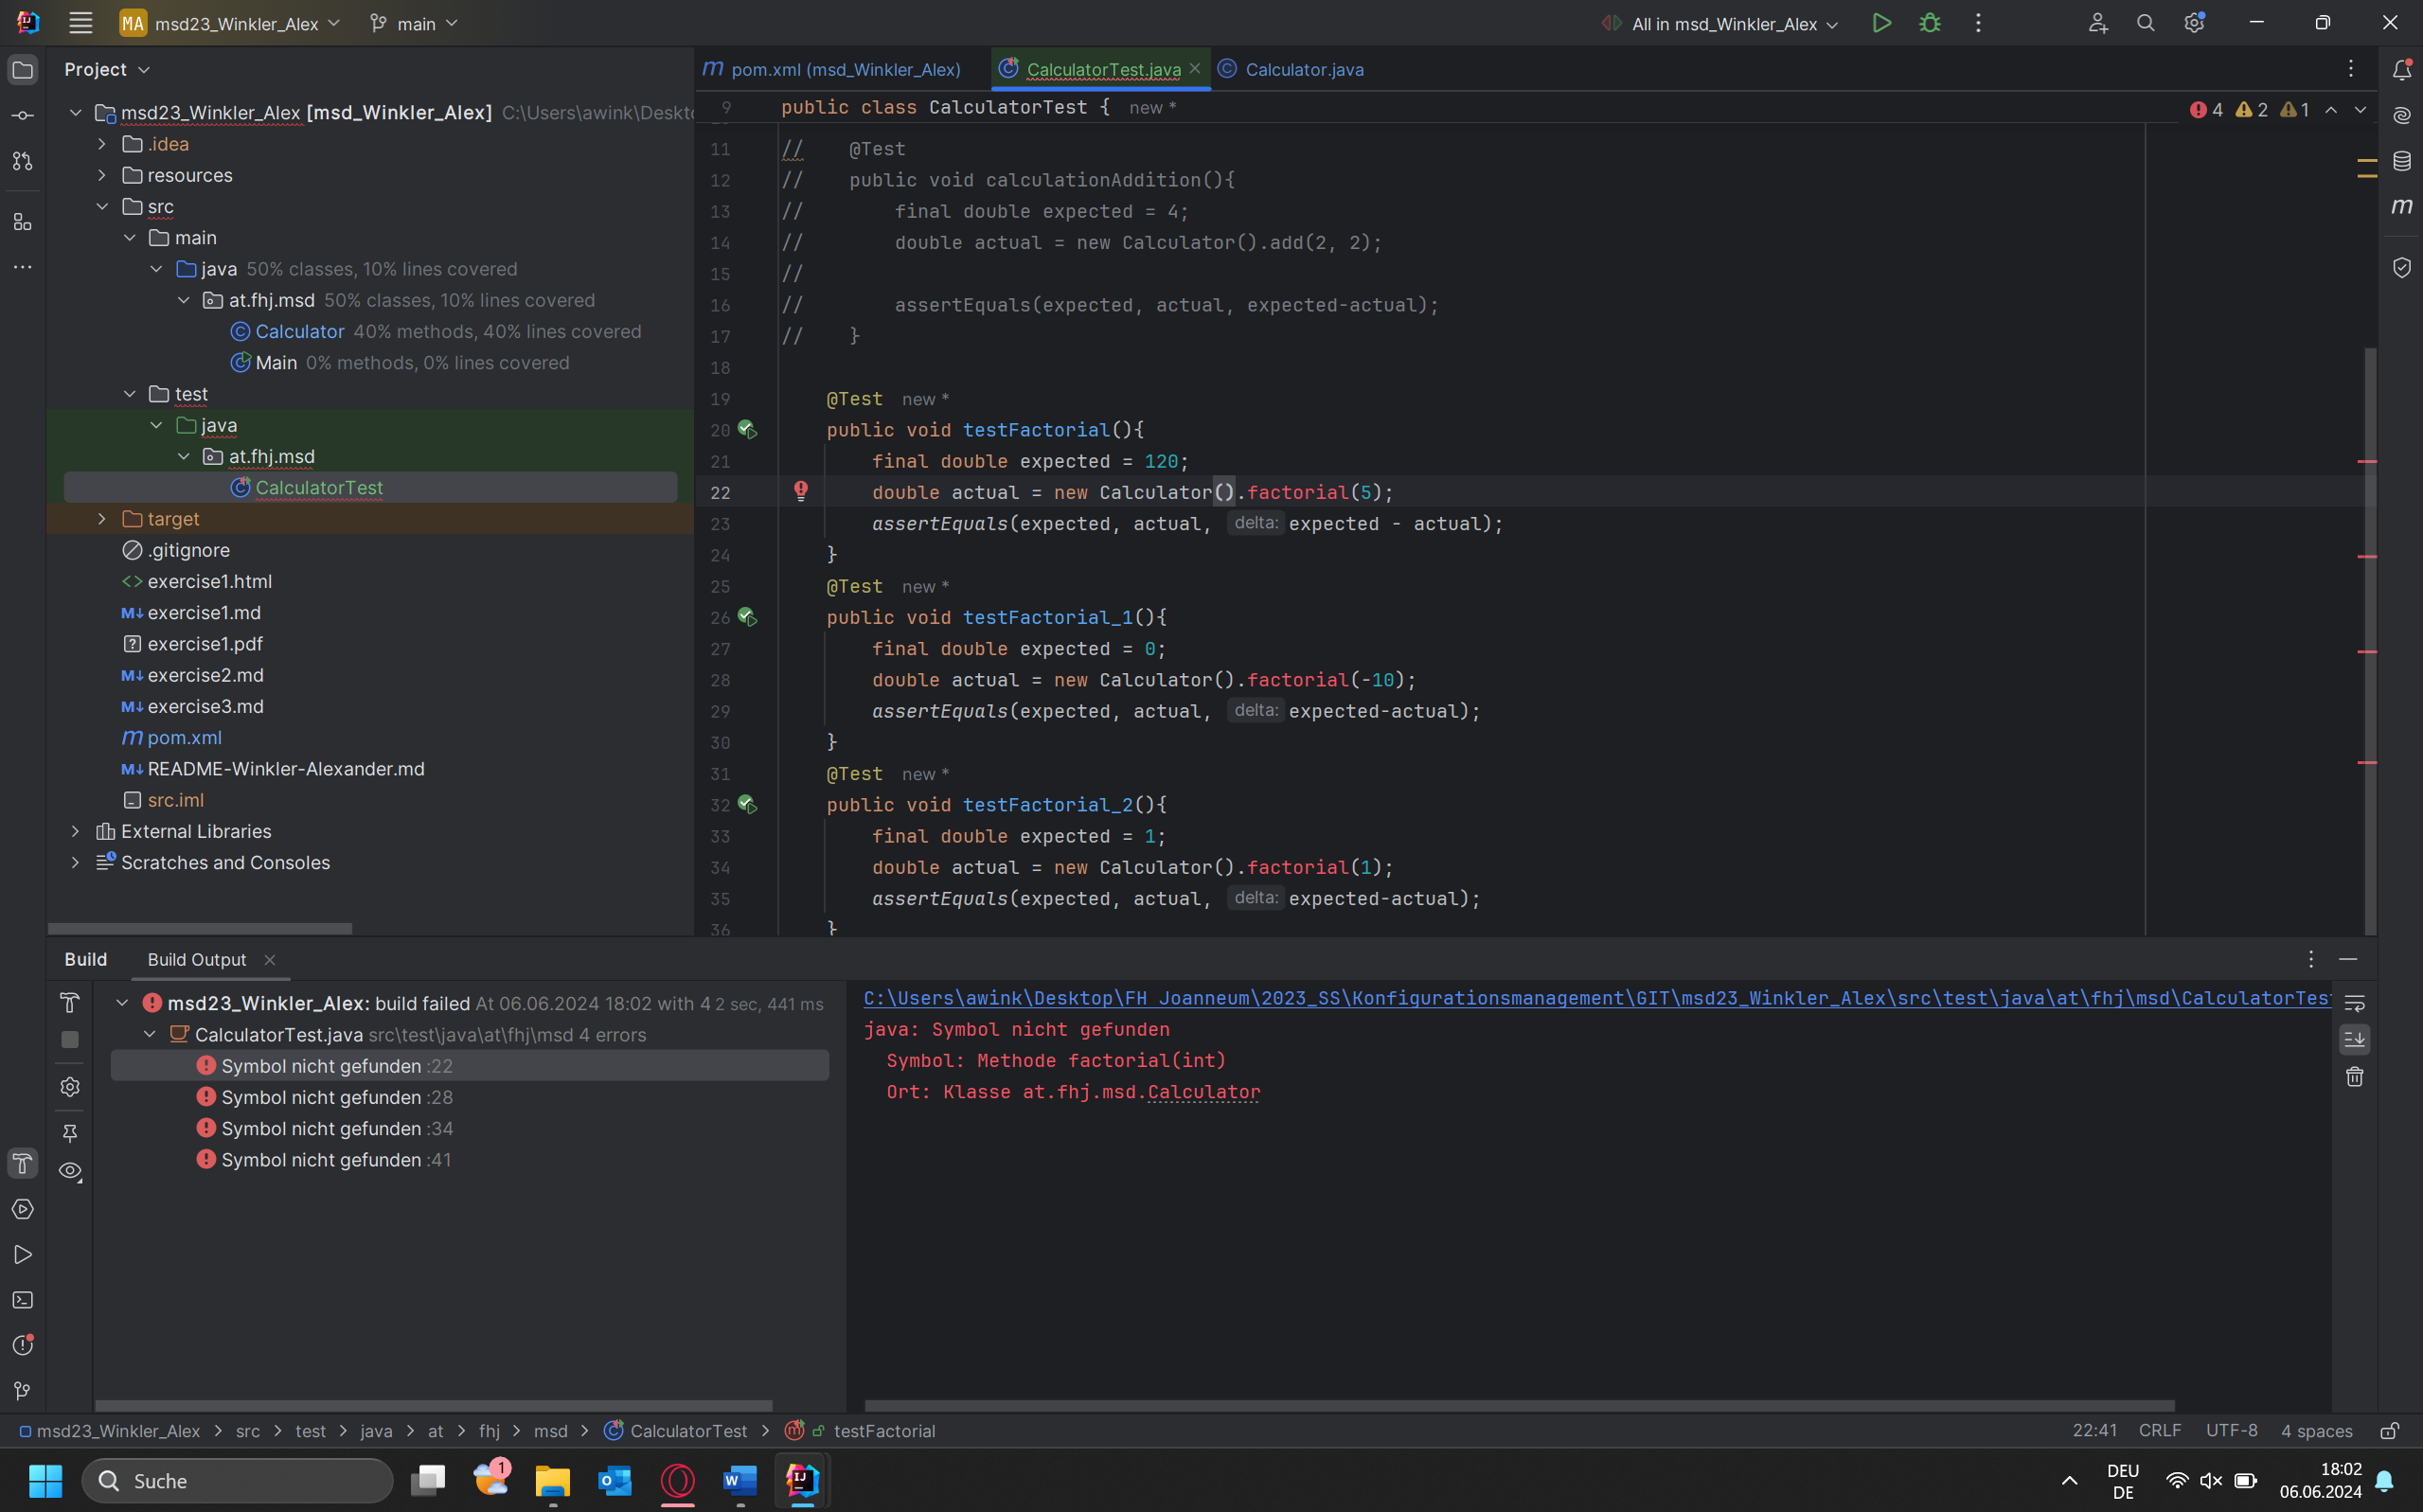 MA msd23_Winkler_Alex main All in msd_Winkler_Alex
Project
msd23_Winkler_Alex [msd_Winkler_Alex] C:\Users\awink\Deskto
.idea
resources
src
main
java 50% classes, 10% lines covered
at.fhj.msd 50% classes, 10% lines covered
Calculator 40% methods, 40% lines covered
Main 0% methods, 0% lines covered
test
java
at.fhj.msd
CalculatorTest
target
.gitignore
exercise1.html
exercise1.md
exercise1.pdf
exercise2.md
exercise3.md
pom.xml
README-Winkler-Alexander.md
src.iml
External Libraries
Scratches and Consoles
pom.xml (msd_Winkler_Alex) CalculatorTest.java Calculator.java
9 public class CalculatorTest { new *
4 2 1
11 // @Test
12 // public void calculationAddition(){
13 // final double expected = 4;
14 // double actual = new Calculator().add(2, 2);
15 //
16 // assertEquals(expected, actual, expected-actual);
17 // }
18
19 @Test new *
20 public void testFactorial(){
21 final double expected = 120;
22 double actual = new Calculator().factorial(5);
23 assertEquals(expected, actual, delta: expected - actual);
24 }
25 @Test new *
26 public void testFactorial_1(){
27 final double expected = 0;
28 double actual = new Calculator().factorial(-10);
29 assertEquals(expected, actual, delta: expected-actual);
30 }
31 @Test new *
32 public void testFactorial_2(){
33 final double expected = 1;
34 double actual = new Calculator().factorial(1);
35 assertEquals(expected, actual, delta: expected-actual);
36 }
Build Build Output
msd23_Winkler_Alex: build failed At 06.06.2024 18:02 with 4 2 sec, 441 ms
CalculatorTest.java src\test\java\at\fhj\msd 4 errors
Symbol nicht gefunden :22
Symbol nicht gefunden :28
Symbol nicht gefunden :34
Symbol nicht gefunden :41
C:\Users\awink\Desktop\FH Joanneum\2023_SS\Konfigurationsmanagement\GIT\msd23_Winkler_Alex\src\test\java\at\fhj\msd\CalculatorTest
java: Symbol nicht gefunden
Symbol: Methode factorial(int)
Ort: Klasse at.fhj.msd.Calculator
msd23_Winkler_Alex > src > test > java > at > fhj > msd > CalculatorTest > testFactorial
22:41 CRLF UTF-8 4 spaces
Suche
1
DEU
DE
18:02
06.06.2024